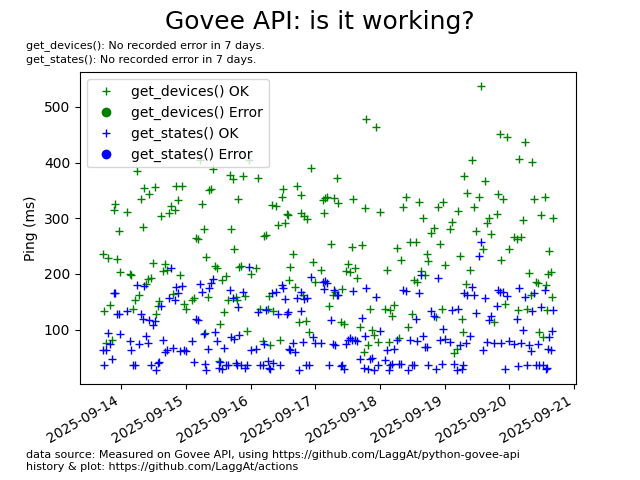 Govee API: is it working?
get_devices(): No recorded error in 7 days.
get_states(): No recorded error in 7 days.
get_devices() OK
get_devices() Error
get_states() OK
get_states() Error
Ping (ms)
500
400
300
200
100
2025-09-14
2025-09-15
2025-09-16
2025-09-17
2025-09-18
2025-09-19
2025-09-20
2025-09-21
data source: Measured on Govee API, using https://github.com/LaggAt/python-govee-api
history & plot: https://github.com/LaggAt/actions